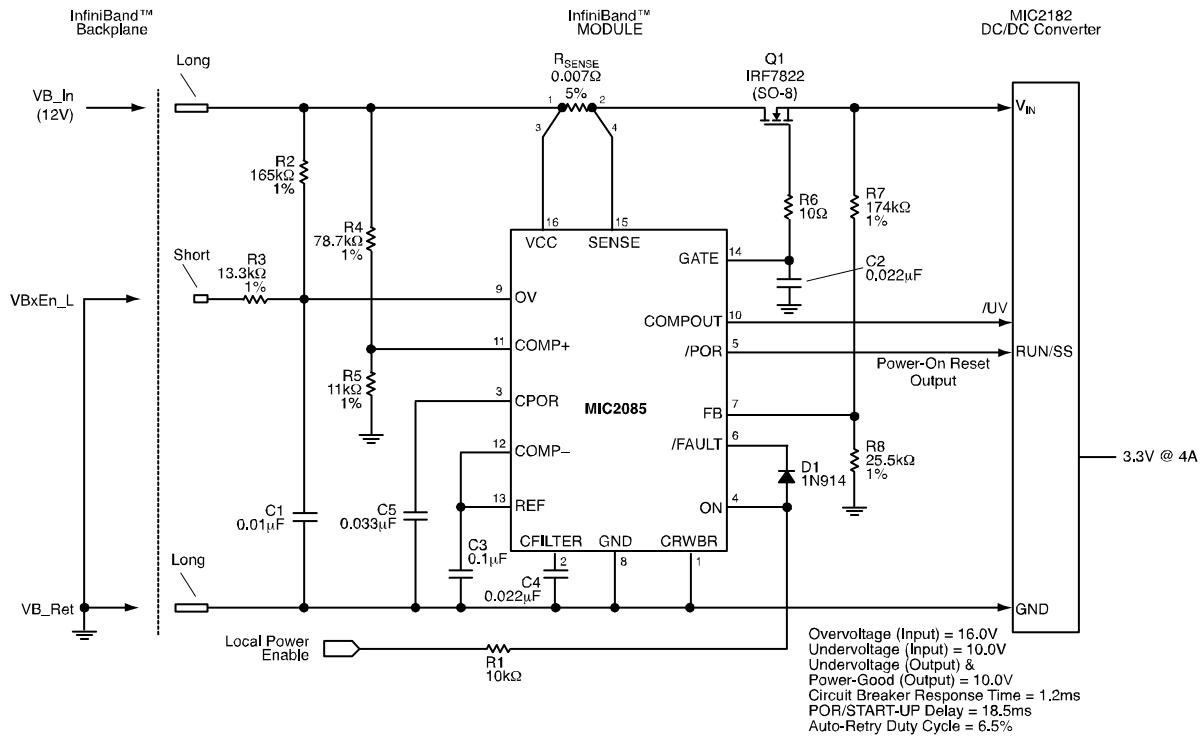 InfiniBand™
Backplane
InfiniBand™
MODULE
MIC2182
DC/DC Converter
Long
RSENSE
0.007Ω
5%
Q1
IRF7822
(SO-8)
VB_In
(12V)
1
2
3
4
VIN
R2
165kΩ
1%
R4
78.7kΩ
1%
R6
10Ω
R7
174kΩ
1%
16
15
VCC
SENSE
GATE
14
C2
0.022µF
Short
R3
13.3kΩ
1%
VBxEn_L
9
OV
COMPOUT
10
/UV
11
COMP+
/POR
5
RUN/SS
Power-On Reset
Output
R5
11kΩ
1%
3
CPOR
MIC2085
FB
7
12
COMP–
/FAULT
6
R8
25.5kΩ
1%
3.3V @ 4A
D1
1N914
13
REF
ON
4
C1
0.01µF
C5
0.033µF
C3
0.1µF
CFILTER
GND
CRWBR
2
8
1
C4
0.022µF
Long
VB_Ret
GND
Local Power
Enable
R1
10kΩ
Overvoltage (Input) = 16.0V
Undervoltage (Input) = 10.0V
Undervoltage (Output) &
Power-Good (Output) = 10.0V
Circuit Breaker Response Time = 1.2ms
POR/START-UP Delay = 18.5ms
Auto-Retry Duty Cycle = 6.5%